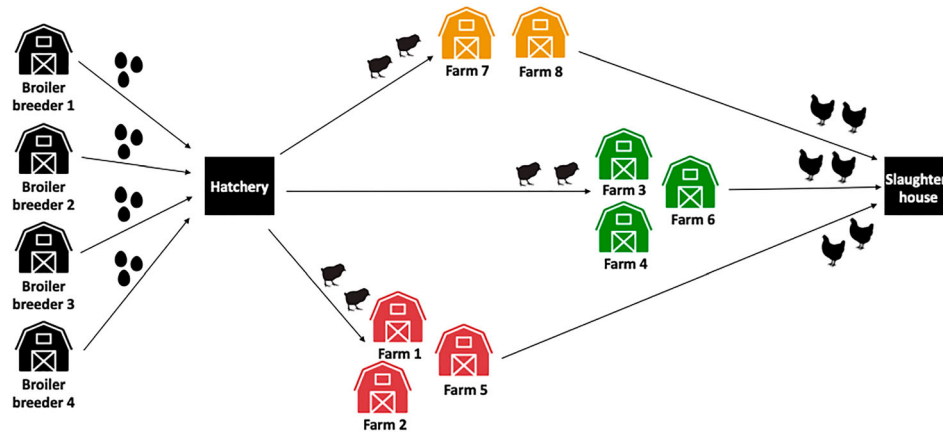 Broiler
breeder 1
Broiler
breeder 2
Broiler
breeder 3
Broiler
breeder 4
Hatchery
Farm 7
Farm 8
Farm 3
Farm 6
Farm 4
Farm 1
Farm 5
Farm 2
Slaughter
house